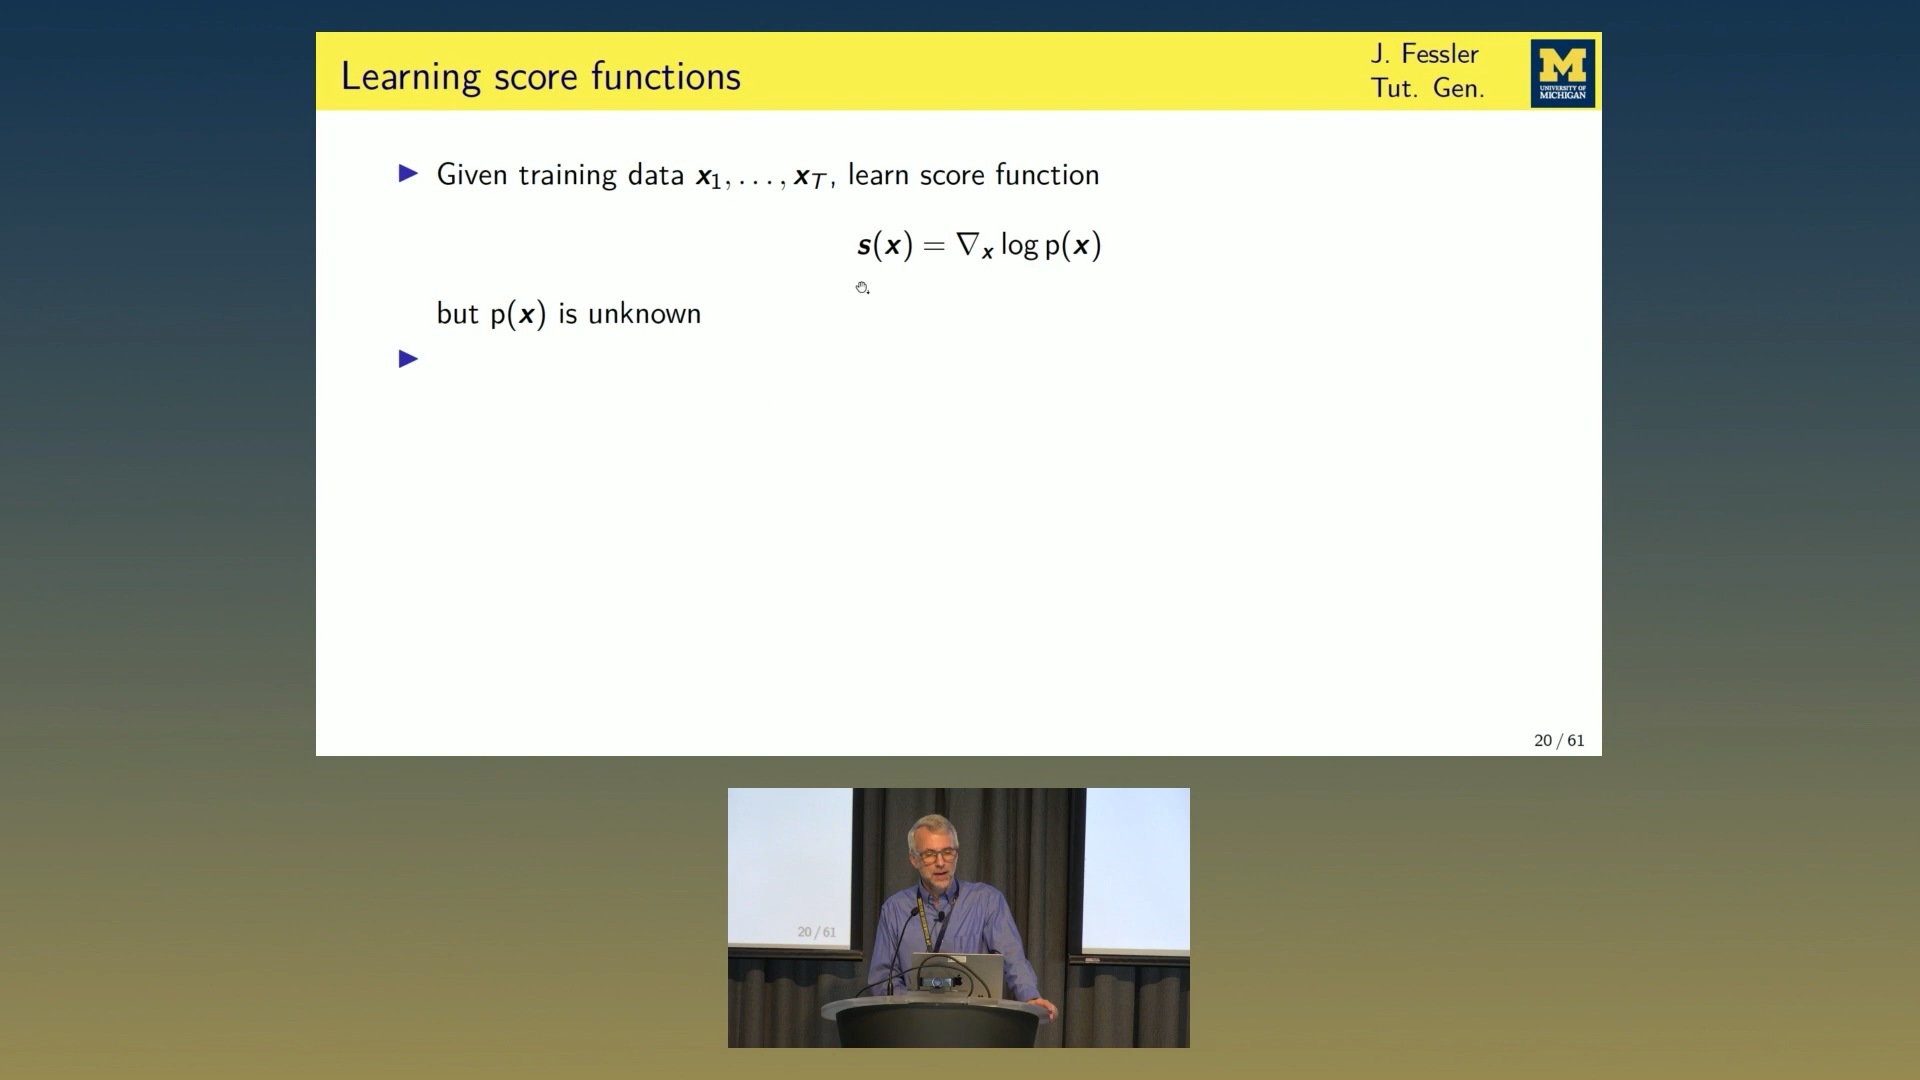 Learning score functions
J. Fessler
Tut. Gen.
M
UNIVERSITY OF
MICHIGAN
▶ Given training data x₁, . . . , x_T, learn score function
s(x) = ∇ₓ log p(x)
but p(x) is unknown
▶
20 / 61
20 / 61